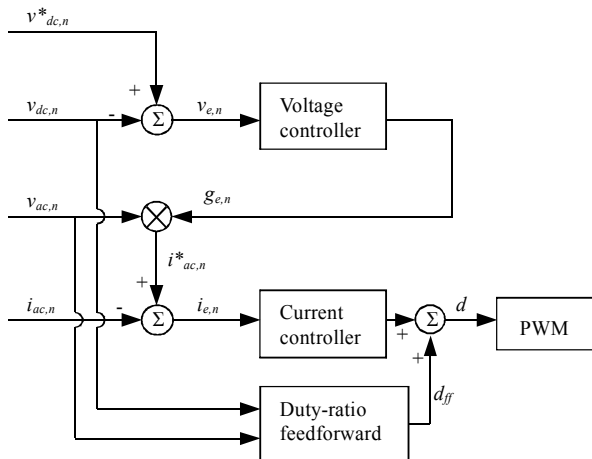 v*dc,n
+
vdc,n
-
Σ
ve,n
Voltage
controller
vac,n
ge,n
i*ac,n
+
iac,n
-
Σ
ie,n
Current
controller
+
Σ
d
PWM
+
Duty-ratio
feedforward
dff